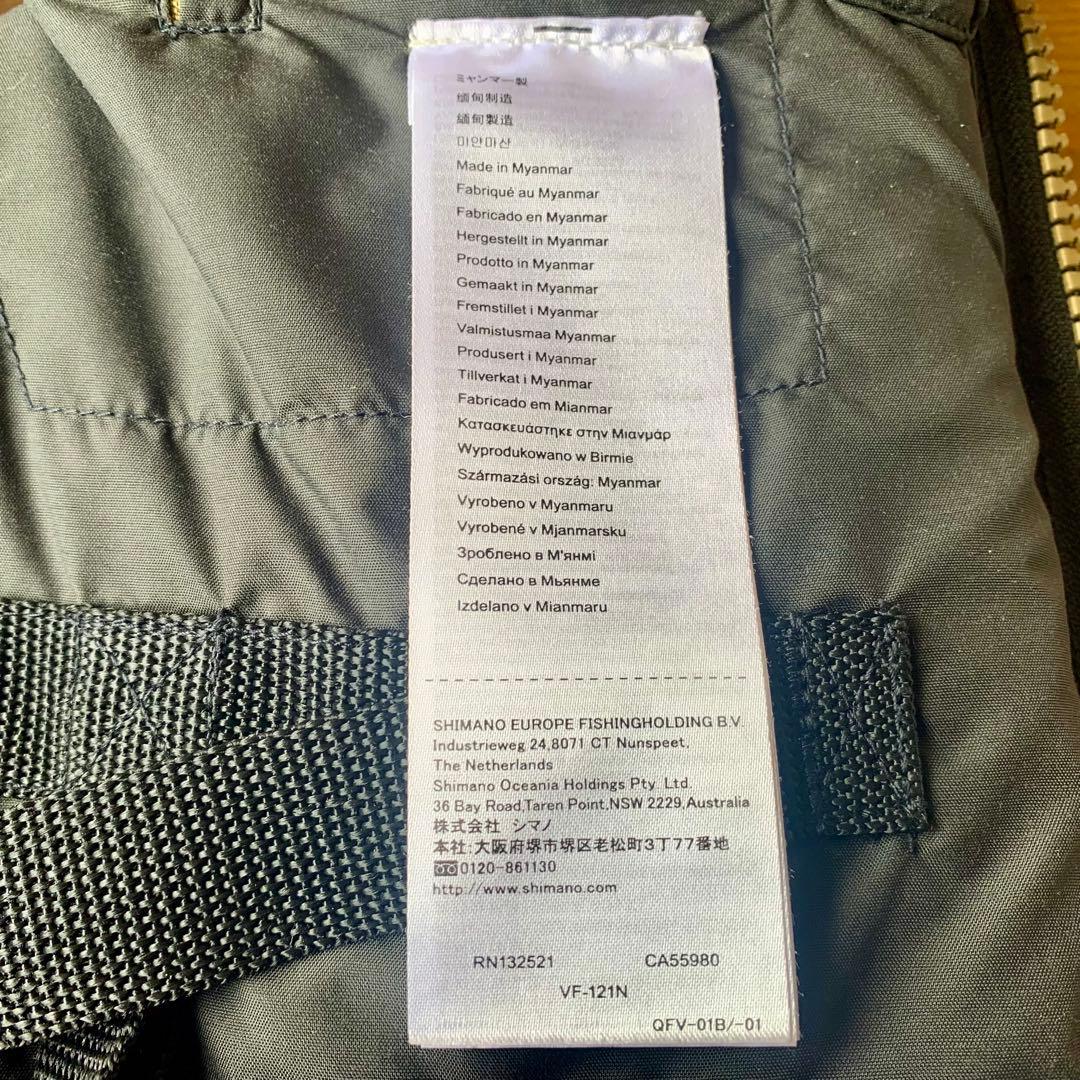 ミャンマー製
缅甸制造
緬甸製造
미얀마산
Made in Myanmar
Fabriqué au Myanmar
Fabricado en Myanmar
Hergestellt in Myanmar
Prodotto in Myanmar
Gemaakt in Myanmar
Fremstillet i Myanmar
Valmistusmaa Myanmar
Produsert i Myanmar
Tillverkat i Myanmar
Fabricado em Mianmar
Κατασκευάστηκε στην Μιανμάρ
Wyprodukowano w Birmie
Származási ország: Myanmar
Vyrobeno v Myanmaru
Vyrobené v Mjanmarsku
Зроблено в М'янмі
Сделано в Мьянме
Izdelano v Mianmaru
SHIMANO EUROPE FISHINGHOLDING B.V.
Industrieweg 24,8071 CT Nunspeet,
The Netherlands
Shimano Oceania Holdings Pty. Ltd.
36 Bay Road,Taren Point,NSW 2229,Australia
株式会社 シマノ
本社:大阪府堺市堺区老松町3丁77番地
0120-861130
http://www.shimano.com
RN132521 CA55980
VF-121N
QFV-01B/-01